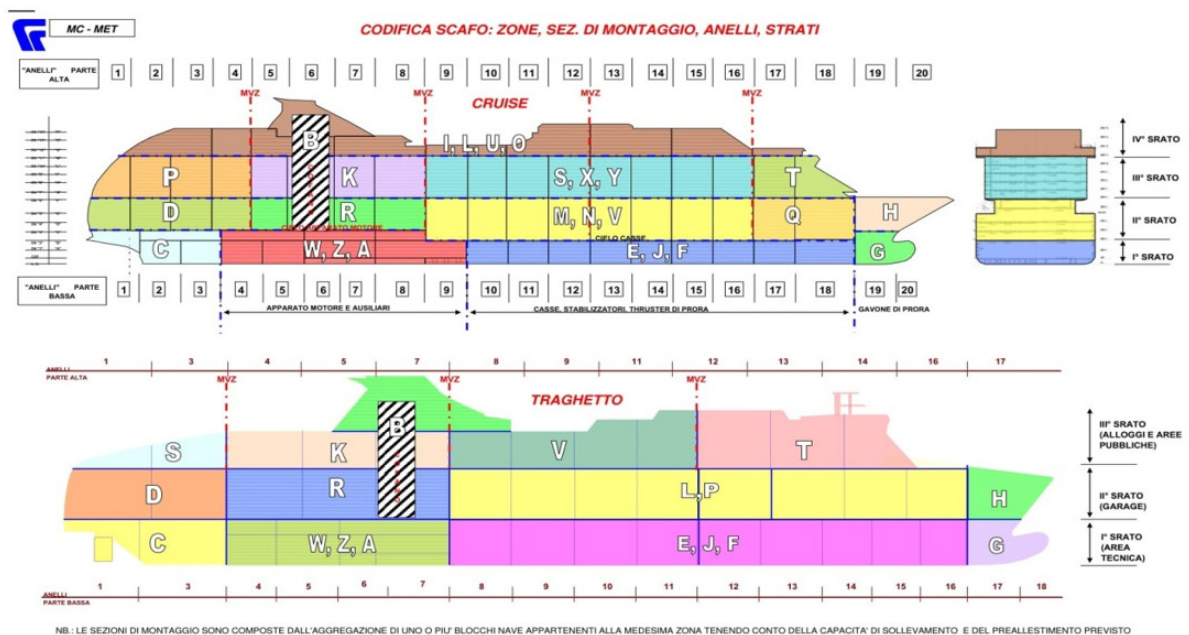 MC - MET
CODIFICA SCAFO: ZONE, SEZ. DI MONTAGGIO, ANELLI, STRATI
"ANELLI" PARTE
ALTA
1 2 3 4 5 6 7 8 9 10 11 12 13 14 15 16 17 18 19 20
MVZ MVZ MVZ MVZ
CRUISE
B
I, L, U, O
P K S, X, Y T
D R M, N, V Q H
CIELO CASSE
C W, Z, A E, J, F G
IV° SRATO
III° SRATO
II° SRATO
I° SRATO
"ANELLI" PARTE
BASSA
1 2 3 4 5 6 7 8 9 10 11 12 13 14 15 16 17 18 19 20
APPARATO MOTORE E AUSILIARI
CASSE, STABILIZZATORI, THRUSTER DI PRORA
GAVONE DI PRORA
1 3 4 5 7 8 9 11 12 13 14 16 17
ANELLI
PARTE ALTA
MVZ MVZ MVZ
TRAGHETTO
B
S K V T
D R L,P H
C W, Z, A E, J, F G
III° SRATO
(ALLOGGI E AREE
PUBBLICHE)
II° SRATO
(GARAGE)
I° SRATO
(AREA
TECNICA)
1 3 4 5 6 7 8 9 10 11 12 13 14 15 16 17 18
ANELLI
PARTE BASSA
NB.: LE SEZIONI DI MONTAGGIO SONO COMPOSTE DALL'AGGREGAZIONE DI UNO O PIU' BLOCCHI NAVE APPARTENENTI ALLA MEDESIMA ZONA TENENDO CONTO DELLA CAPACITA' DI SOLLEVAMENTO E DEL PREALLESTIMENTO PREVISTO